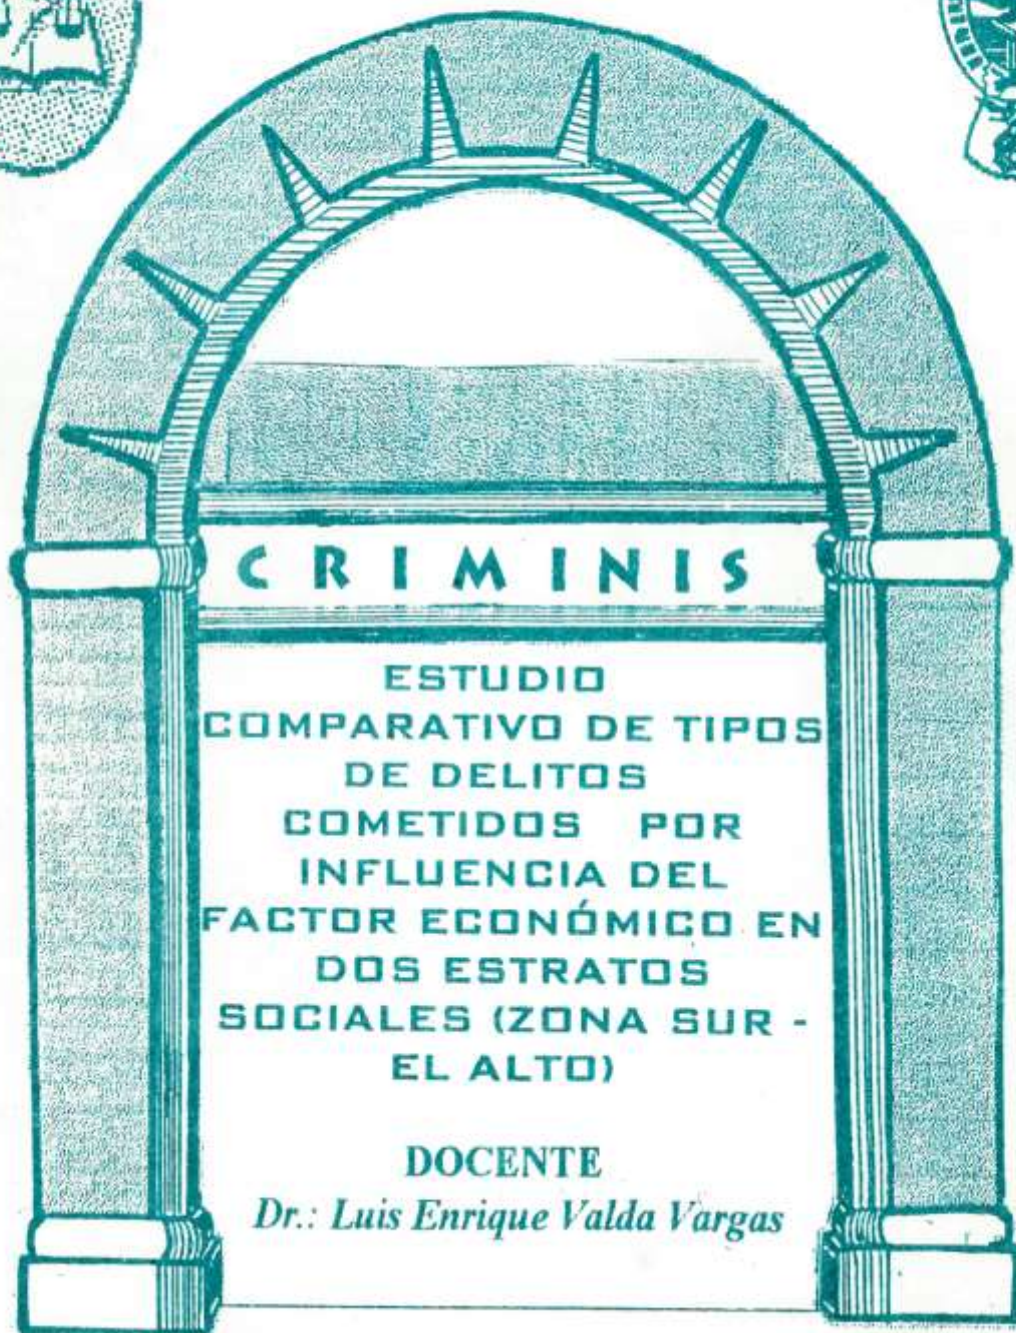 CRIMINIS
ESTUDIO
COMPARATIVO DE TIPOS
DE DELITOS
COMETIDOS POR
INFLUENCIA DEL
FACTOR ECONÓMICO EN
DOS ESTRATOS
SOCIALES (ZONA SUR -
EL ALTO)
DOCENTE
Dr.: Luis Enrique Valda Vargas